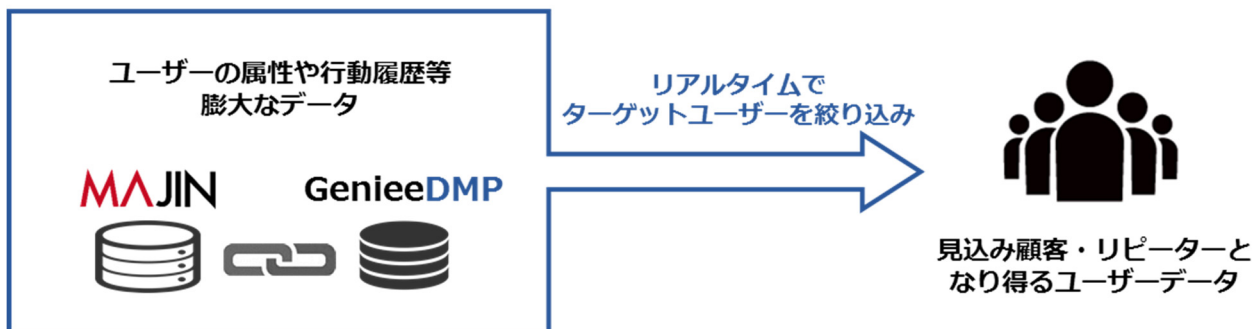 ユーザーの属性や行動履歴等
膨大なデータ
MAJIN
GenieeDMP
リアルタイムで
ターゲットユーザーを絞り込み
見込み顧客・リピーターと
なり得るユーザーデータ